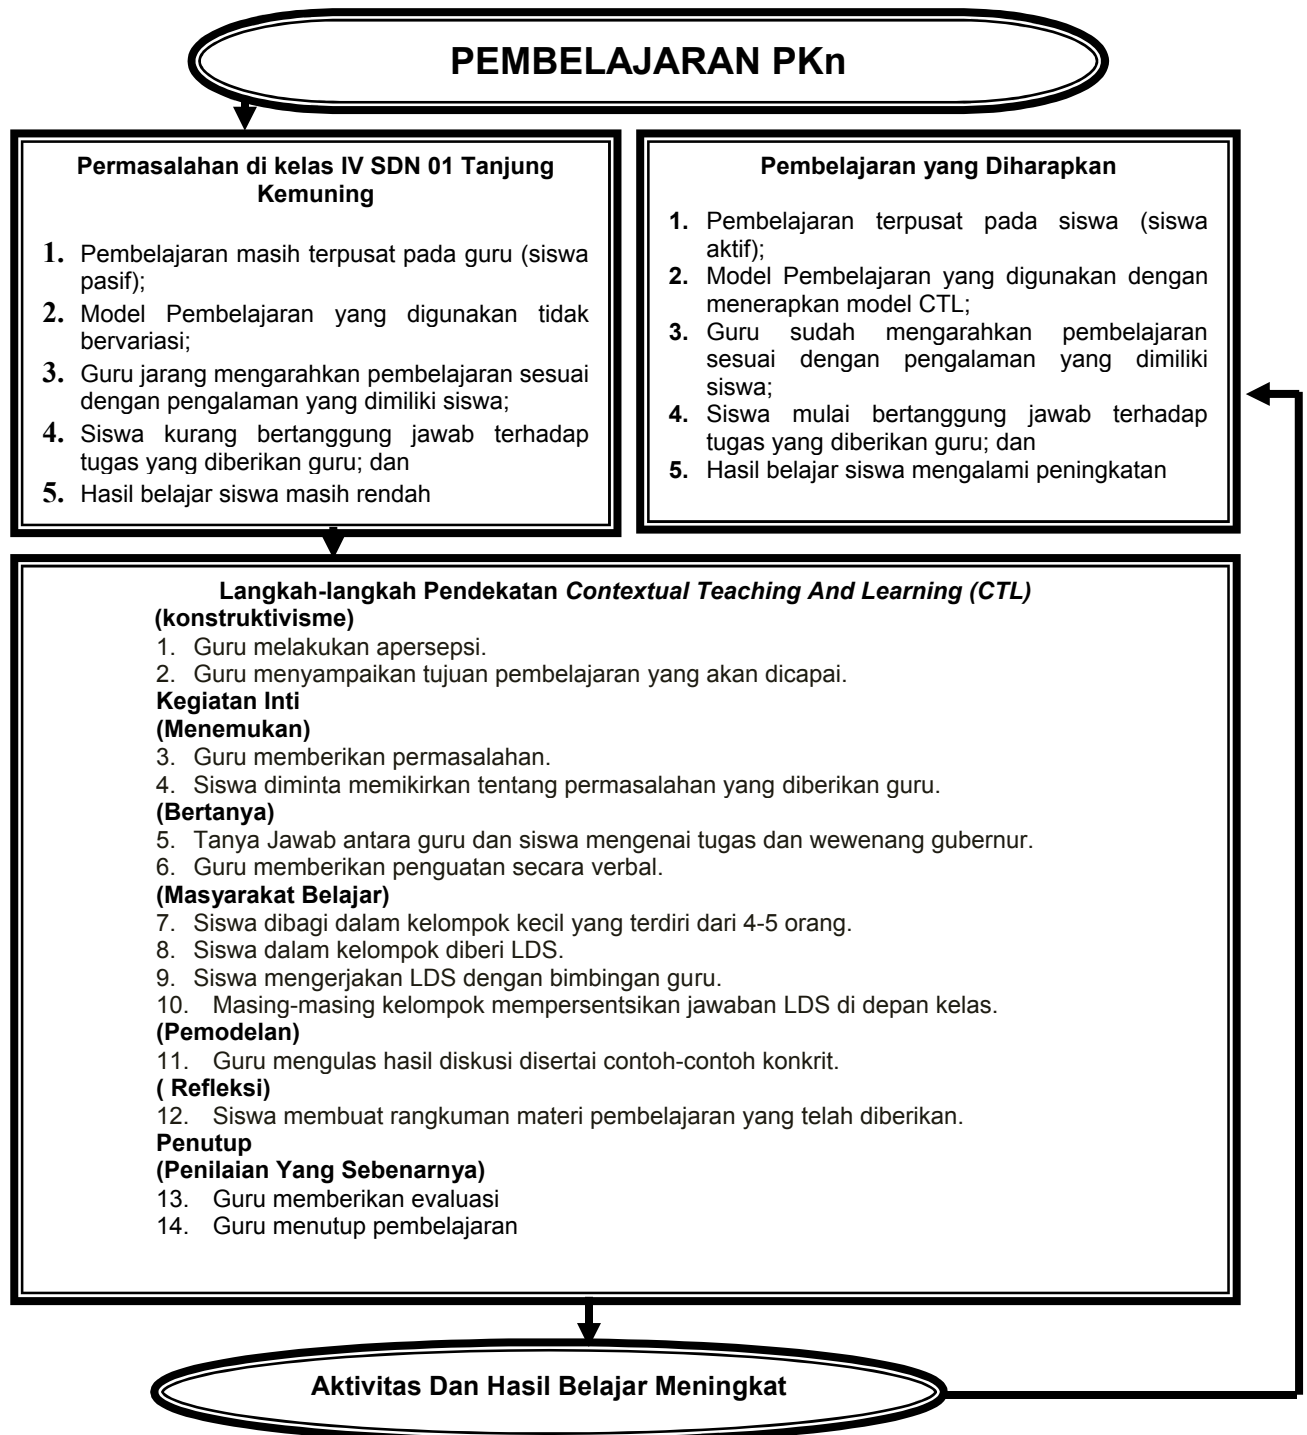 PEMBELAJARAN PKn
Permasalahan di kelas IV SDN 01 Tanjung
Kemuning
1. Pembelajaran masih terpusat pada guru (siswa
pasif);
2. Model Pembelajaran yang digunakan tidak
bervariasi;
3. Guru jarang mengarahkan pembelajaran sesuai
dengan pengalaman yang dimiliki siswa;
4. Siswa kurang bertanggung jawab terhadap
tugas yang diberikan guru; dan
5. Hasil belajar siswa masih rendah
Pembelajaran yang Diharapkan
1. Pembelajaran terpusat pada siswa (siswa
aktif);
2. Model Pembelajaran yang digunakan dengan
menerapkan model CTL;
3. Guru sudah mengarahkan pembelajaran
sesuai dengan pengalaman yang dimiliki
siswa;
4. Siswa mulai bertanggung jawab terhadap
tugas yang diberikan guru; dan
5. Hasil belajar siswa mengalami peningkatan
Langkah-langkah Pendekatan Contextual Teaching And Learning (CTL)
(konstruktivisme)
1. Guru melakukan apersepsi.
2. Guru menyampaikan tujuan pembelajaran yang akan dicapai.
Kegiatan Inti
(Menemukan)
3. Guru memberikan permasalahan.
4. Siswa diminta memikirkan tentang permasalahan yang diberikan guru.
(Bertanya)
5. Tanya Jawab antara guru dan siswa mengenai tugas dan wewenang gubernur.
6. Guru memberikan penguatan secara verbal.
(Masyarakat Belajar)
7. Siswa dibagi dalam kelompok kecil yang terdiri dari 4-5 orang.
8. Siswa dalam kelompok diberi LDS.
9. Siswa mengerjakan LDS dengan bimbingan guru.
10. Masing-masing kelompok mempersentsikan jawaban LDS di depan kelas.
(Pemodelan)
11. Guru mengulas hasil diskusi disertai contoh-contoh konkrit.
( Refleksi)
12. Siswa membuat rangkuman materi pembelajaran yang telah diberikan.
Penutup
(Penilaian Yang Sebenarnya)
13. Guru memberikan evaluasi
14. Guru menutup pembelajaran
Aktivitas Dan Hasil Belajar Meningkat